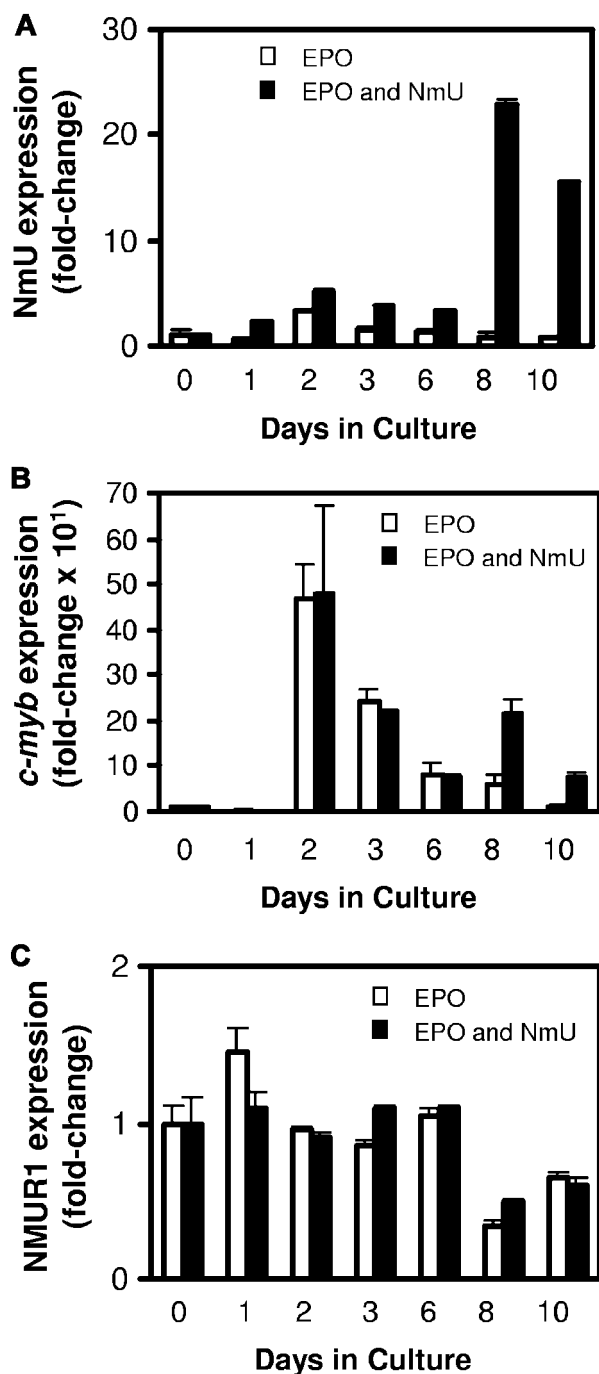 A
NmU expression
(fold-change)
30
20
10
0
EPO
EPO and NmU
0 1 2 3 6 8 10
Days in Culture
B
c-myb expression
(fold-change x 10¹)
70
60
50
40
30
20
10
0
EPO
EPO and NmU
0 1 2 3 6 8 10
Days in Culture
C
NMUR1 expression
(fold-change)
2
1
0
EPO
EPO and NmU
0 1 2 3 6 8 10
Days in Culture